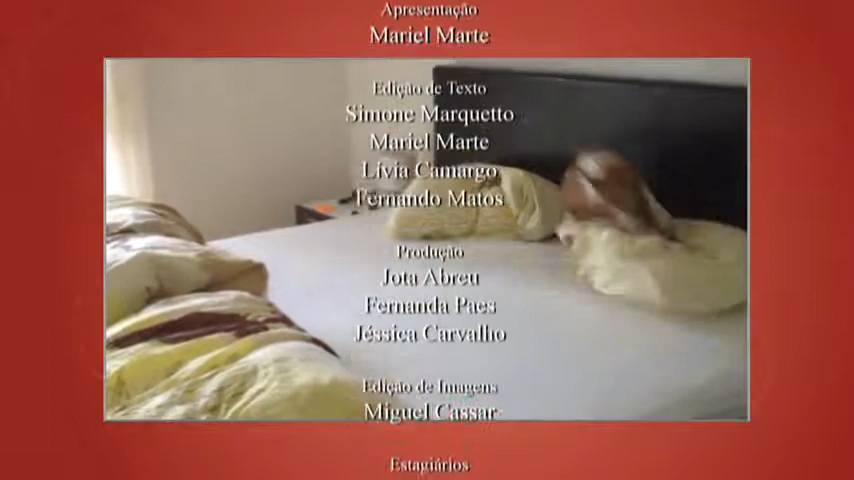 Apresentação
Mariel Marte
Edição de Texto
Simone Marquetto
Mariel Marte
Lívia Camargo
Fernando Matos
Produção
Jota Abreu
Fernanda Paes
Jéssica Carvalho
Edição de Imagens
Miguel Cassar
Estagiários